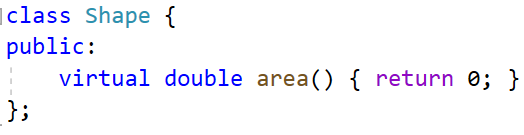 class Shape {
public:
    virtual double area() { return 0; }
};